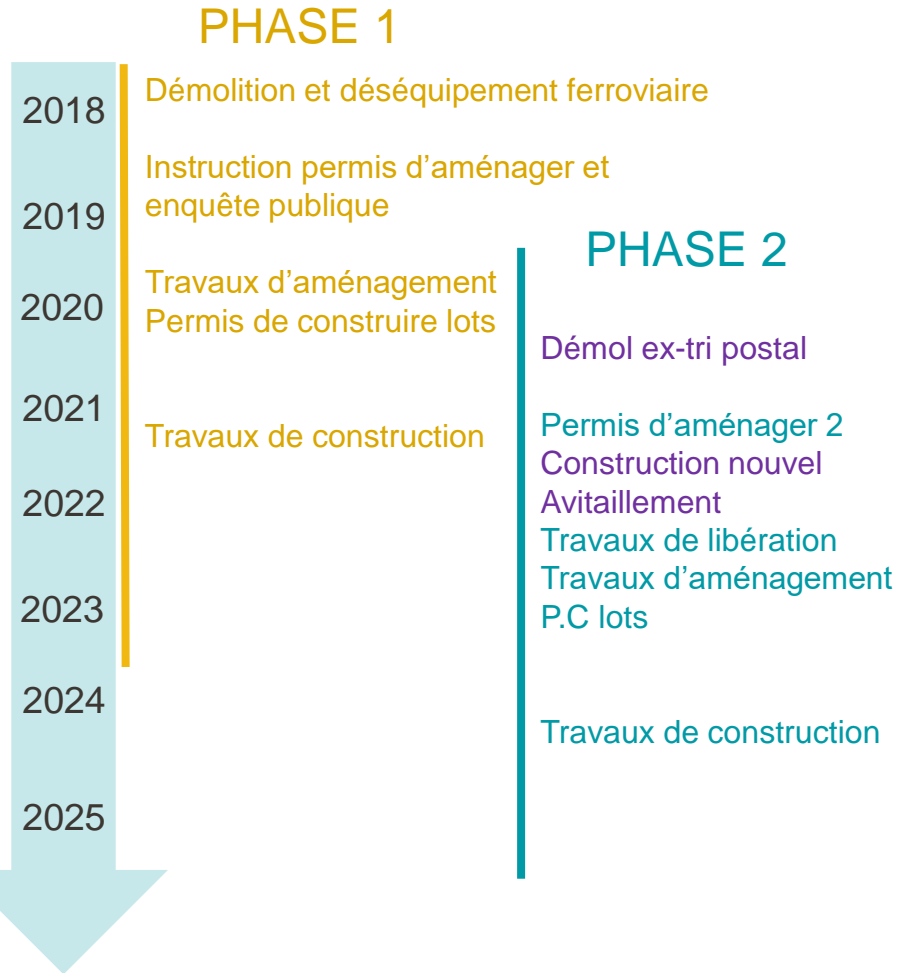 PHASE 1
2018
2019
2020
2021
2022
2023
2024
2025
Démolition et déséquipement ferroviaire
Instruction permis d'aménager et
enquête publique
Travaux d'aménagement
Permis de construire lots
Travaux de construction
PHASE 2
Démol ex-tri postal
Permis d'aménager 2
Construction nouvel
Avitaillement
Travaux de libération
Travaux d'aménagement
P.C lots
Travaux de construction